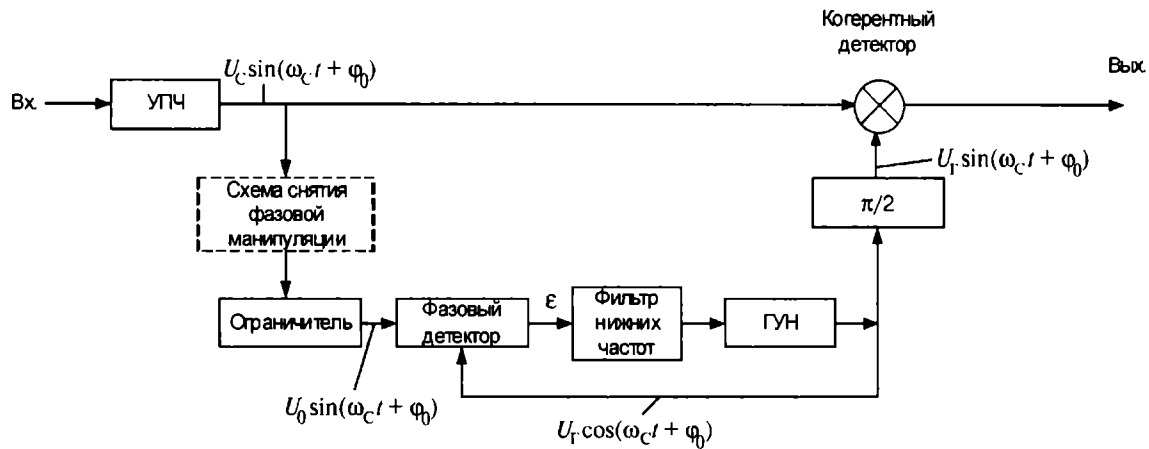 Когерентный
детектор
U_c sin(ω_c t + φ_0)
Вых.
Вх.
УПЧ
U_г sin(ω_c t + φ_0)
Схема снятия
фазовой
манипуляции
π/2
Ограничитель
Фазовый
детектор
ε
Фильтр
нижних
частот
ГУН
U_0 sin(ω_c t + φ_0)
U_г cos(ω_c t + φ_0)